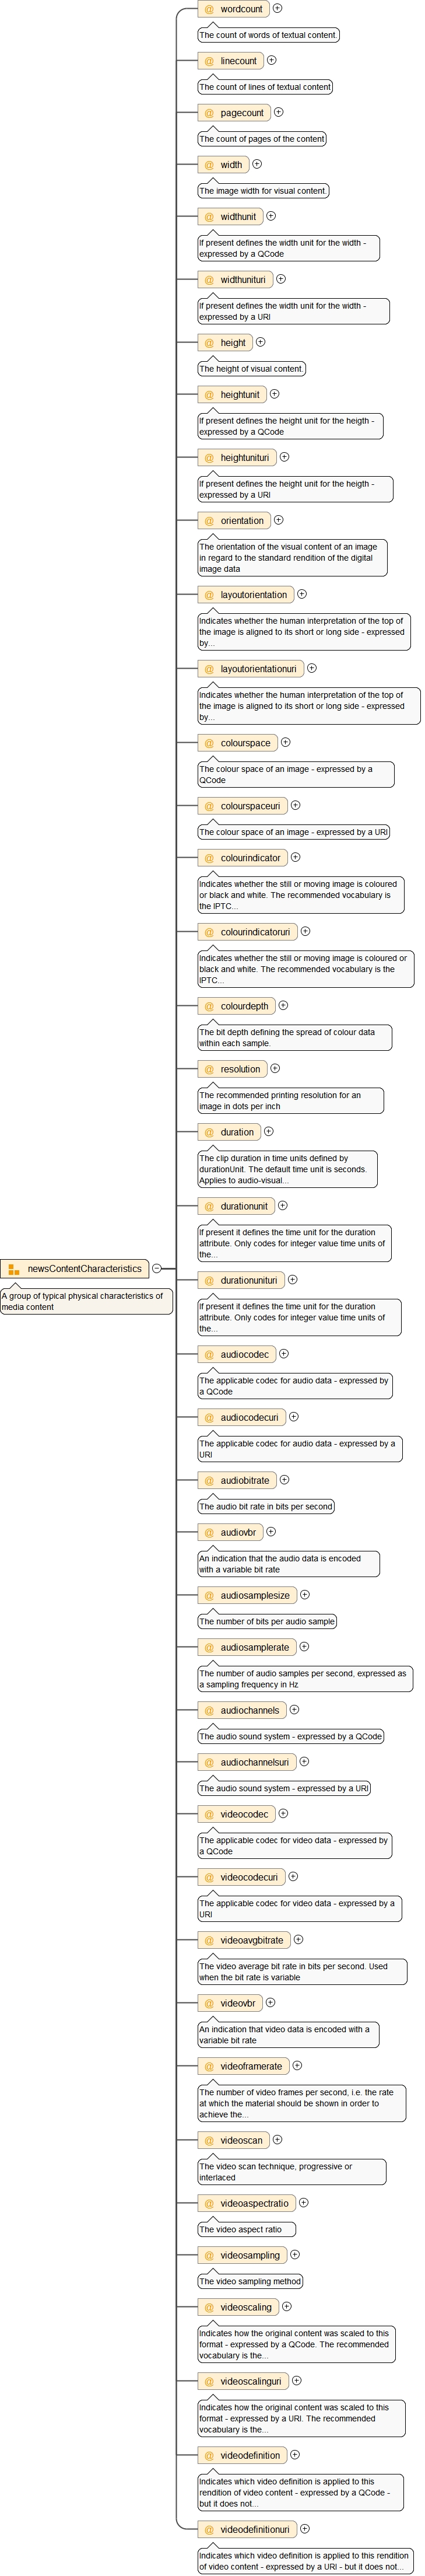 @ wordcount
The count of words of textual content.
@ linecount
The count of lines of textual content
@ pagecount
The count of pages of the content
@ width
The image width for visual content.
@ widthunit
If present defines the width unit for the width -
expressed by a QCode
@ widthunituri
If present defines the width unit for the width -
expressed by a URI
@ height
The height of visual content.
@ heightunit
If present defines the height unit for the heigth -
expressed by a QCode
@ heightunituri
If present defines the height unit for the heigth -
expressed by a URI
@ orientation
The orientation of the visual content of an image
in regard to the standard rendition of the digital
image data
@ layoutorientation
Indicates whether the human interpretation of the top of
the image is aligned to its short or long side - expressed
by...
@ layoutorientationuri
Indicates whether the human interpretation of the top of
the image is aligned to its short or long side - expressed
by...
@ colourspace
The colour space of an image - expressed by a
QCode
@ colourspaceuri
The colour space of an image - expressed by a URI
@ colourindicator
Indicates whether the still or moving image is coloured
or black and white. The recommended vocabulary is
the IPTC...
@ colourindicatoruri
Indicates whether the still or moving image is coloured or
black and white. The recommended vocabulary is the
IPTC...
@ colourdepth
The bit depth defining the spread of colour data
within each sample.
@ resolution
The recommended printing resolution for an
image in dots per inch
@ duration
The clip duration in time units defined by
durationUnit. The default time unit is seconds.
Applies to audio-visual...
@ durationunit
If present it defines the time unit for the duration
attribute. Only codes for integer value time units of
the...
newsContentCharacteristics
A group of typical physical characteristics of
media content
@ durationunituri
If present it defines the time unit for the duration
attribute. Only codes for integer value time units of
the...
@ audiocodec
The applicable codec for audio data - expressed by
a QCode
@ audiocodecuri
The applicable codec for audio data - expressed by a
URI
@ audiobitrate
The audio bit rate in bits per second
@ audiovbr
An indication that the audio data is encoded
with a variable bit rate
@ audiosamplesize
The number of bits per audio sample
@ audiosamplerate
The number of audio samples per second, expressed as
a sampling frequency in Hz
@ audiochannels
The audio sound system - expressed by a QCode
@ audiochannelsuri
The audio sound system - expressed by a URI
@ videocodec
The applicable codec for video data - expressed by
a QCode
@ videocodecuri
The applicable codec for video data - expressed by a
URI
@ videoavgbitrate
The video average bit rate in bits per second. Used
when the bit rate is variable
@ videovbr
An indication that video data is encoded with a
variable bit rate
@ videoframerate
The number of video frames per second, i.e. the rate
at which the material should be shown in order to
achieve the...
@ videoscan
The video scan technique, progressive or
interlaced
@ videoaspectratio
The video aspect ratio
@ videosampling
The video sampling method
@ videoscaling
Indicates how the original content was scaled to this
format - expressed by a QCode. The recommended
vocabulary is the...
@ videoscalinguri
Indicates how the original content was scaled to this
format - expressed by a URI. The recommended
vocabulary is the...
@ videodefinition
Indicates which video definition is applied to this
rendition of video content - expressed by a QCode -
but it does not...
@ videodefinitionuri
Indicates which video definition is applied to this rendition
of video content - expressed by a URI - but it does not...